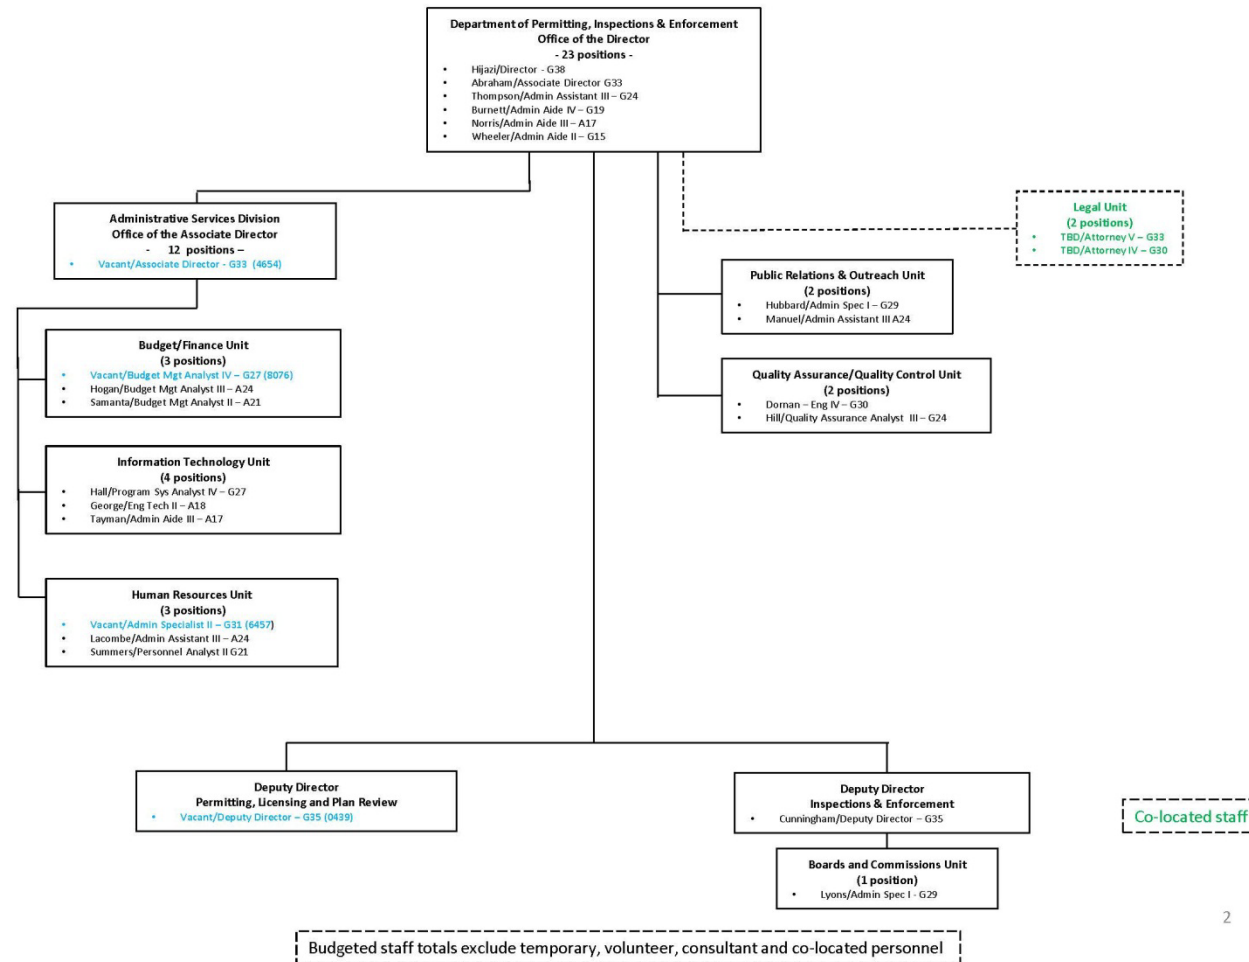 Department of Permitting, Inspections & Enforcement
Office of the Director
- 23 positions -
• Hijazi/Director - G38
• Abraham/Associate Director G33
• Thompson/Admin Assistant III – G24
• Burnett/Admin Aide IV – G19
• Norris/Admin Aide III – A17
• Wheeler/Admin Aide II – G15
Administrative Services Division
Office of the Associate Director
- 12 positions –
• Vacant/Associate Director - G33 (4654)
Legal Unit
(2 positions)
• TBD/Attorney V – G33
• TBD/Attorney IV – G30
Public Relations & Outreach Unit
(2 positions)
• Hubbard/Admin Spec I – G29
• Manuel/Admin Assistant III A24
Budget/Finance Unit
(3 positions)
• Vacant/Budget Mgt Analyst IV – G27 (8076)
• Hogan/Budget Mgt Analyst III – A24
• Samanta/Budget Mgt Analyst II – A21
Quality Assurance/Quality Control Unit
(2 positions)
• Dornan – Eng IV – G30
• Hill/Quality Assurance Analyst III – G24
Information Technology Unit
(4 positions)
• Hall/Program Sys Analyst IV – G27
• George/Eng Tech II – A18
• Tayman/Admin Aide III – A17
Human Resources Unit
(3 positions)
• Vacant/Admin Specialist II – G31 (6457)
• Lacombe/Admin Assistant III – A24
• Summers/Personnel Analyst II G21
Deputy Director
Permitting, Licensing and Plan Review
• Vacant/Deputy Director – G35 (0439)
Deputy Director
Inspections & Enforcement
• Cunningham/Deputy Director – G35
Co-located staff
Boards and Commissions Unit
(1 position)
• Lyons/Admin Spec I - G29
2
Budgeted staff totals exclude temporary, volunteer, consultant and co-located personnel